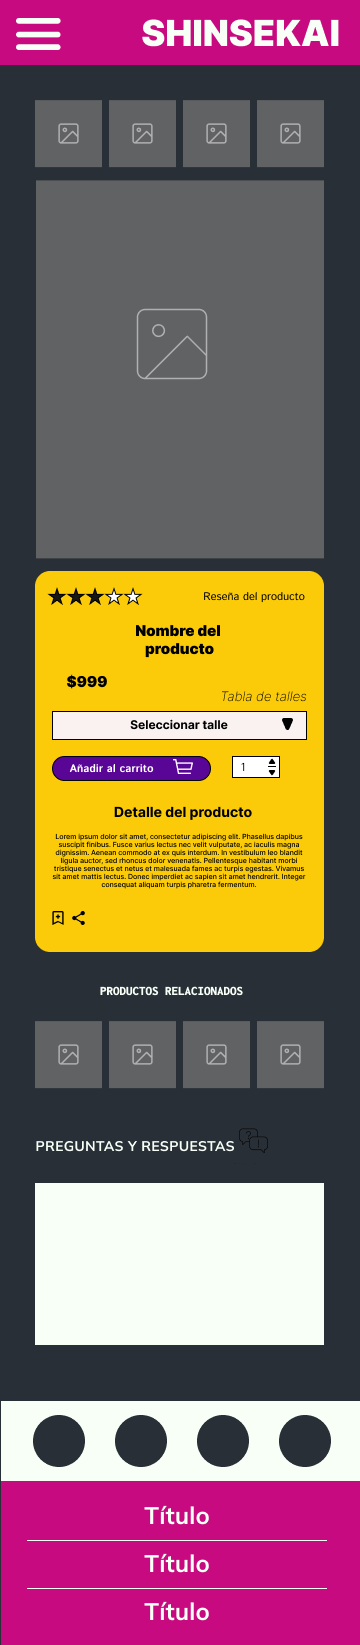 SHINSEKAI
Reseña del producto
Nombre del
producto
$999
Tabla de talles
Seleccionar talle
Añadir al carrito
1
Detalle del producto
Lorem ipsum dolor sit amet, consectetur adipiscing elit. Phasellus dapibus
suscipit finibus. Fusce varius lectus nec velit vulputate, ac iaculis magna
dignissim. Aenean commodo at ex quis interdum. In vestibulum leo blandit
ligula auctor, sed rhoncus dolor venenatis. Pellentesque habitant morbi
tristique senectus et netus et malesuada fames ac turpis egestas. Vivamus
sit amet mattis lectus. Donec imperdiet ac sapien sit amet hendrerit. Integer
consequat aliquam turpis pharetra fermentum.
PRODUCTOS RELACIONADOS
PREGUNTAS Y RESPUESTAS
Título
Título
Título